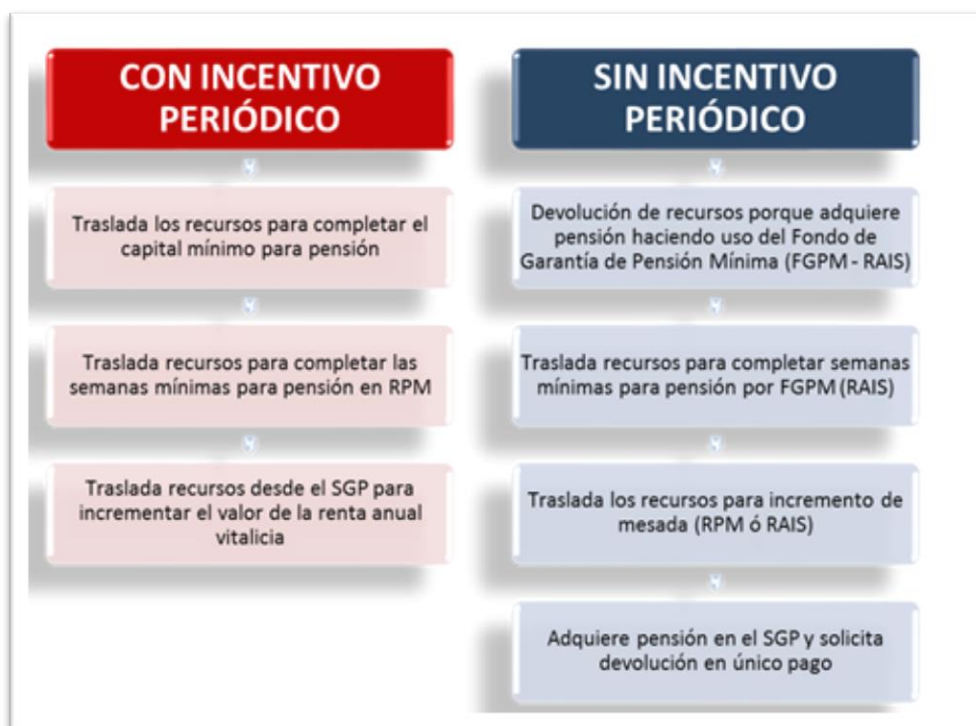 CON INCENTIVO
PERIÓDICO
Traslada los recursos para completar el
capital mínimo para pensión
Traslada recursos para completar las
semanas mínimas para pensión en RPM
Traslada recursos desde el SGP para
incrementar el valor de la renta anual
vitalicia
SIN INCENTIVO
PERIÓDICO
Devolución de recursos porque adquiere
pensión haciendo uso del Fondo de
Garantía de Pensión Mínima (FGPM - RAIS)
Traslada recursos para completar semanas
mínimas para pensión por FGPM (RAIS)
Traslada los recursos para incremento de
mesada (RPM ó RAIS)
Adquiere pensión en el SGP y solicita
devolución en único pago